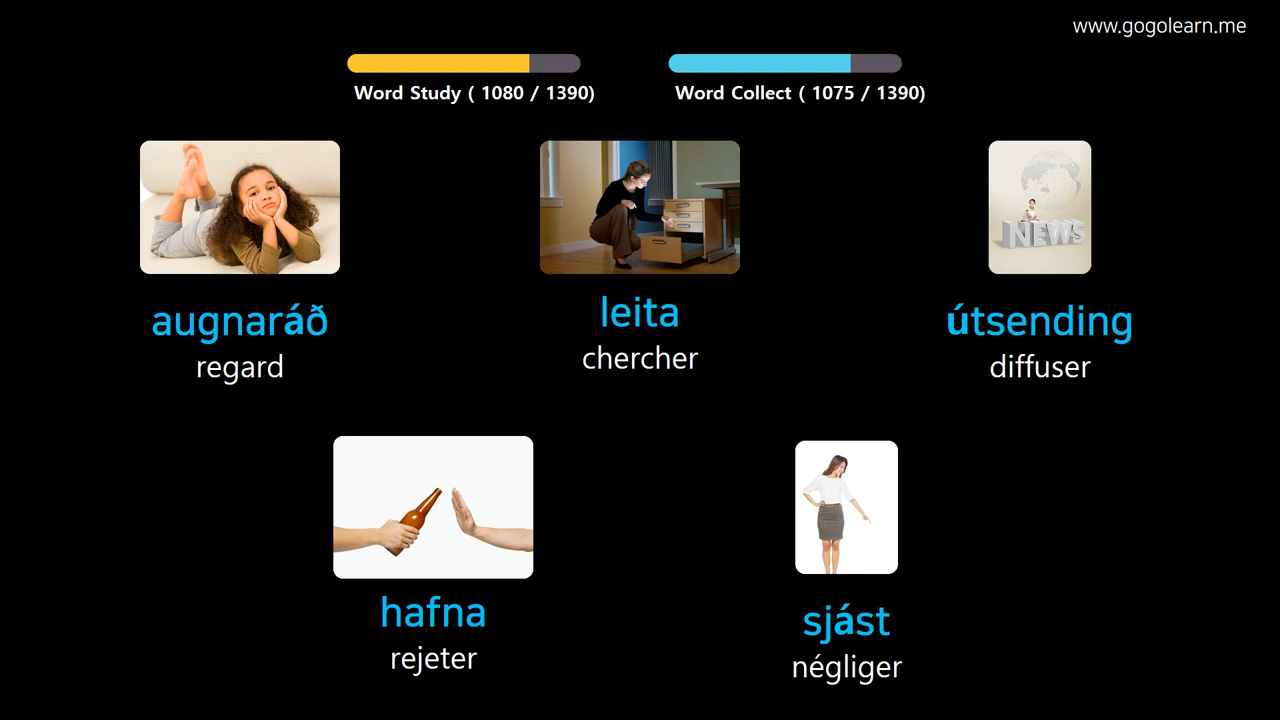 www.gogolearn.me
Word Study ( 1080 / 1390)
Word Collect ( 1075 / 1390)
NEWS
augnaráð
regard
leita
chercher
útsending
diffuser
hafna
rejeter
sjást
négliger